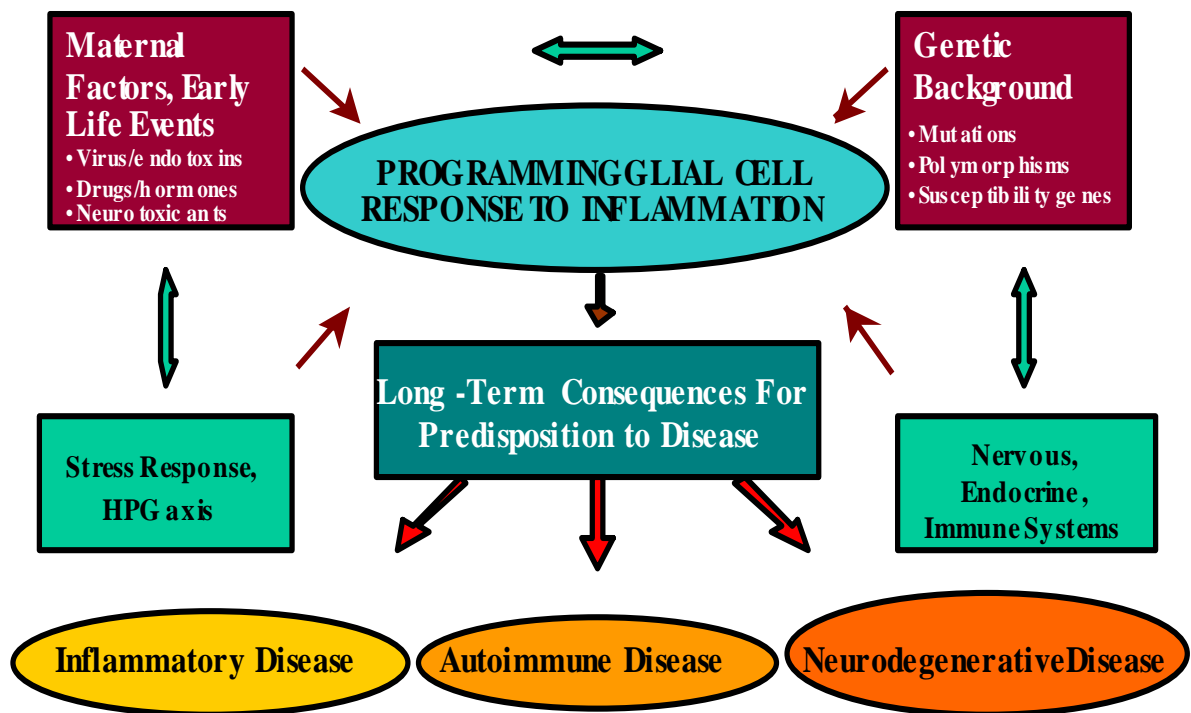 Maternal
Factors, Early
Life Events
• Virus/endotoxins
• Drugs/hormones
• Neurotoxicants
Genetic
Background
• Mutations
• Polymorphisms
• Susceptibility genes
PROGRAMMING GLIAL CELL
RESPONSE TO INFLAMMATION
Long -Term Consequences For
Predisposition to Disease
Stress Response,
HPG axis
Nervous,
Endocrine,
Immune Systems
Inflammatory Disease
Autoimmune Disease
Neurodegenerative Disease